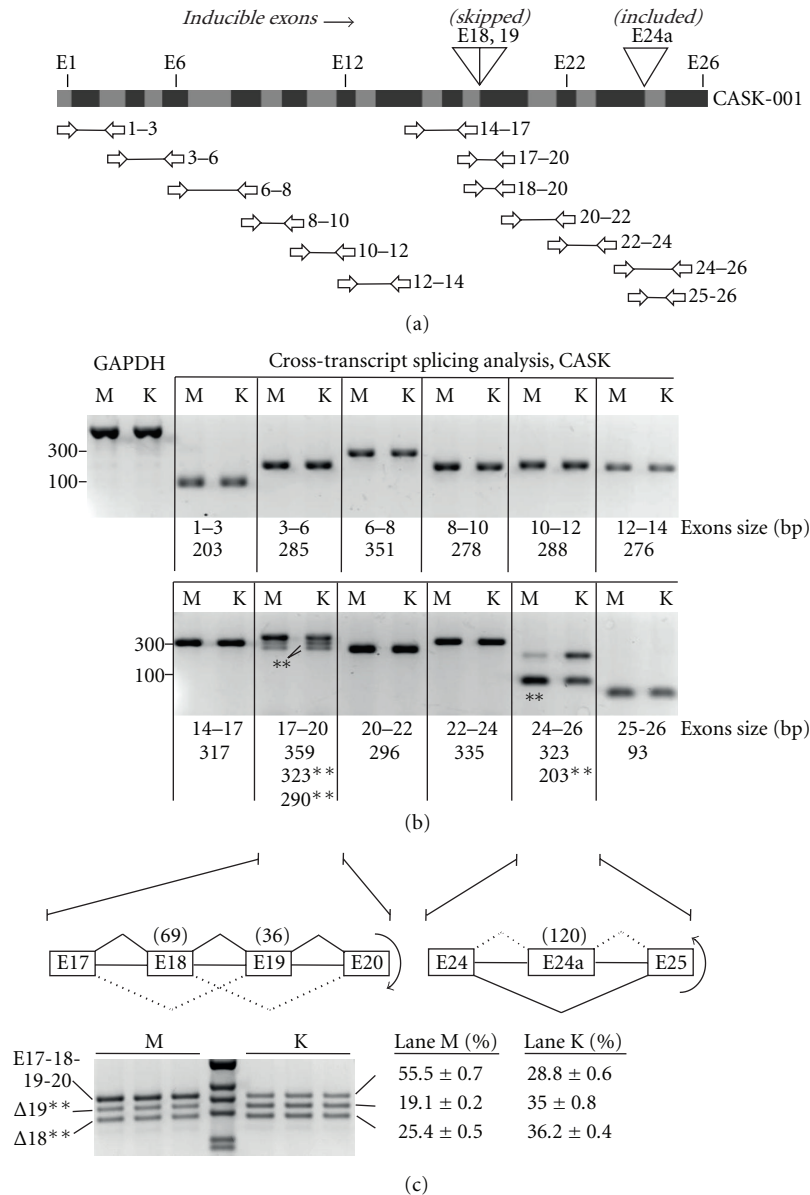 Inducible exons → (skipped) (included)
E18, 19 E24a
E1 E6 E12 E22 E26
CASK-001
1–3 14–17
3–6 17–20
6–8 18–20
8–10 20–22
10–12 22–24
12–14 24–26
25-26
(a)
GAPDH Cross-transcript splicing analysis, CASK
M K M K M K M K M K M K M K
300
100
1–3 3–6 6–8 8–10 10–12 12–14 Exons size (bp)
203 285 351 278 288 276
M K M K M K M K M K M K
300
100
** **
14–17 17–20 20–22 22–24 24–26 25-26 Exons size (bp)
317 359 296 335 323 93
323** 203**
290**
(b)
(69) (36) (120)
E17 E18 E19 E20 E24 E24a E25
M K Lane M (%) Lane K (%)
E17-18-
19-20 55.5 ± 0.7 28.8 ± 0.6
Δ19** 19.1 ± 0.2 35 ± 0.8
Δ18** 25.4 ± 0.5 36.2 ± 0.4
(c)